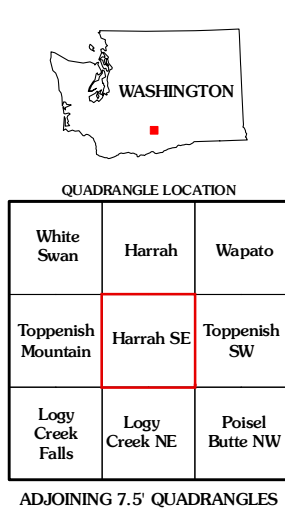 WASHINGTON
QUADRANGLE LOCATION
White
Swan
Harrah
Wapato
Toppenish
Mountain
Harrah SE
Toppenish
SW
Logy
Creek
Falls
Logy
Creek NE
Poisel
Butte NW
ADJOINING 7.5' QUADRANGLES